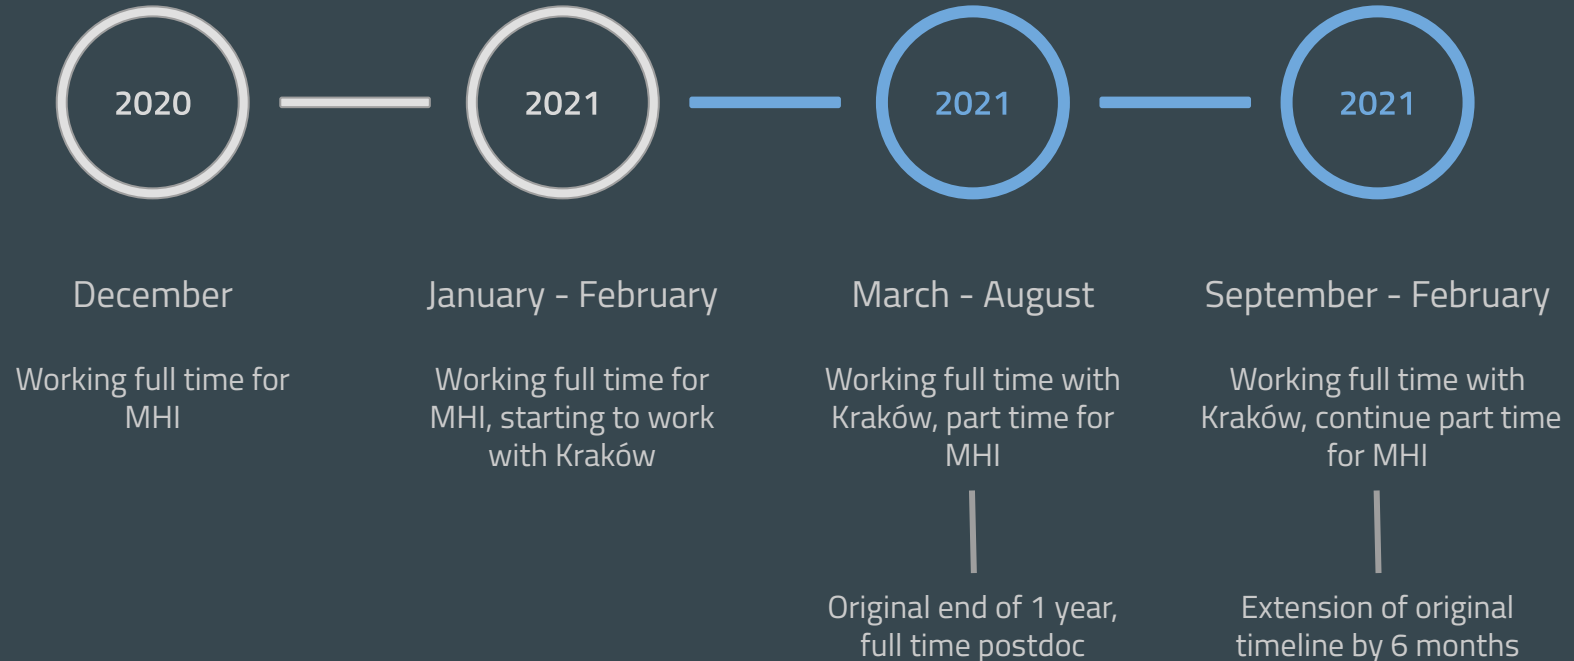 2020
2021
2021
2021
December
January - February
March - August
September - February
Working full time for
MHI
Working full time for
MHI, starting to work
with Kraków
Working full time with
Kraków, part time for
MHI
Working full time with
Kraków, continue part time
for MHI
Original end of 1 year,
full time postdoc
Extension of original
timeline by 6 months